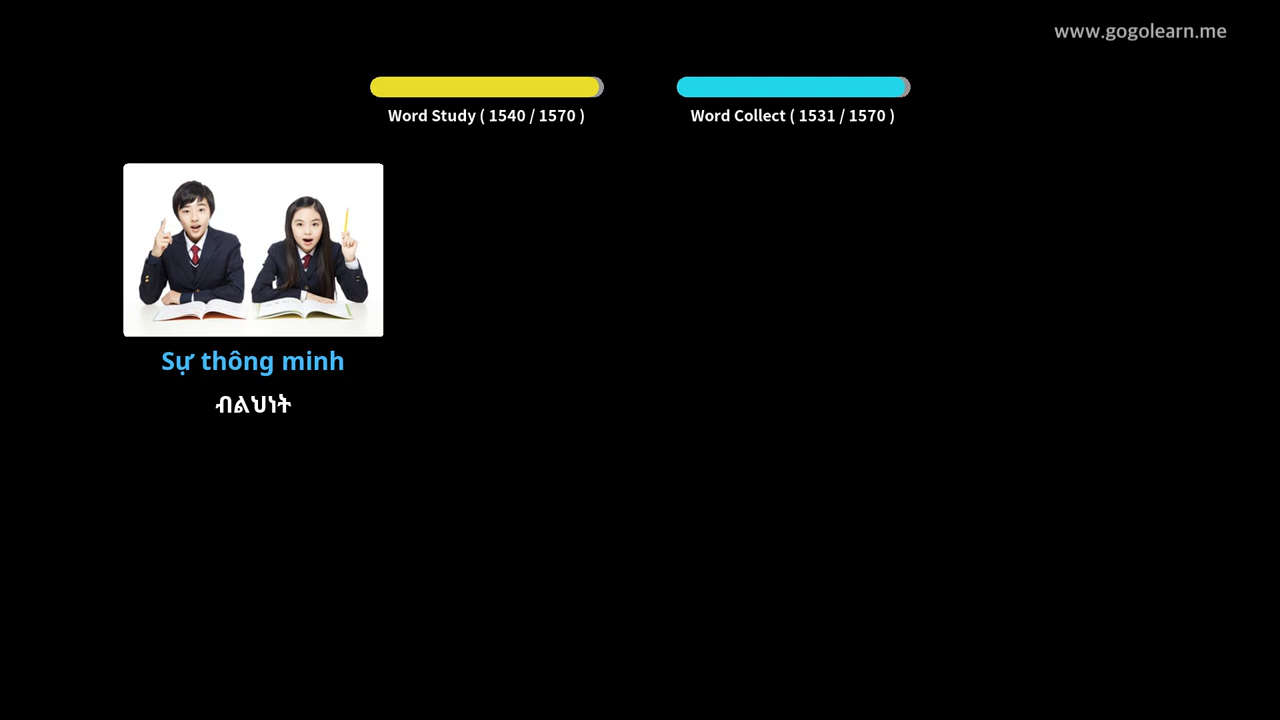 www.gogolearn.me
Word Study ( 1540 / 1570 )
Word Collect ( 1531 / 1570 )
Sự thông minh
ብልህነት